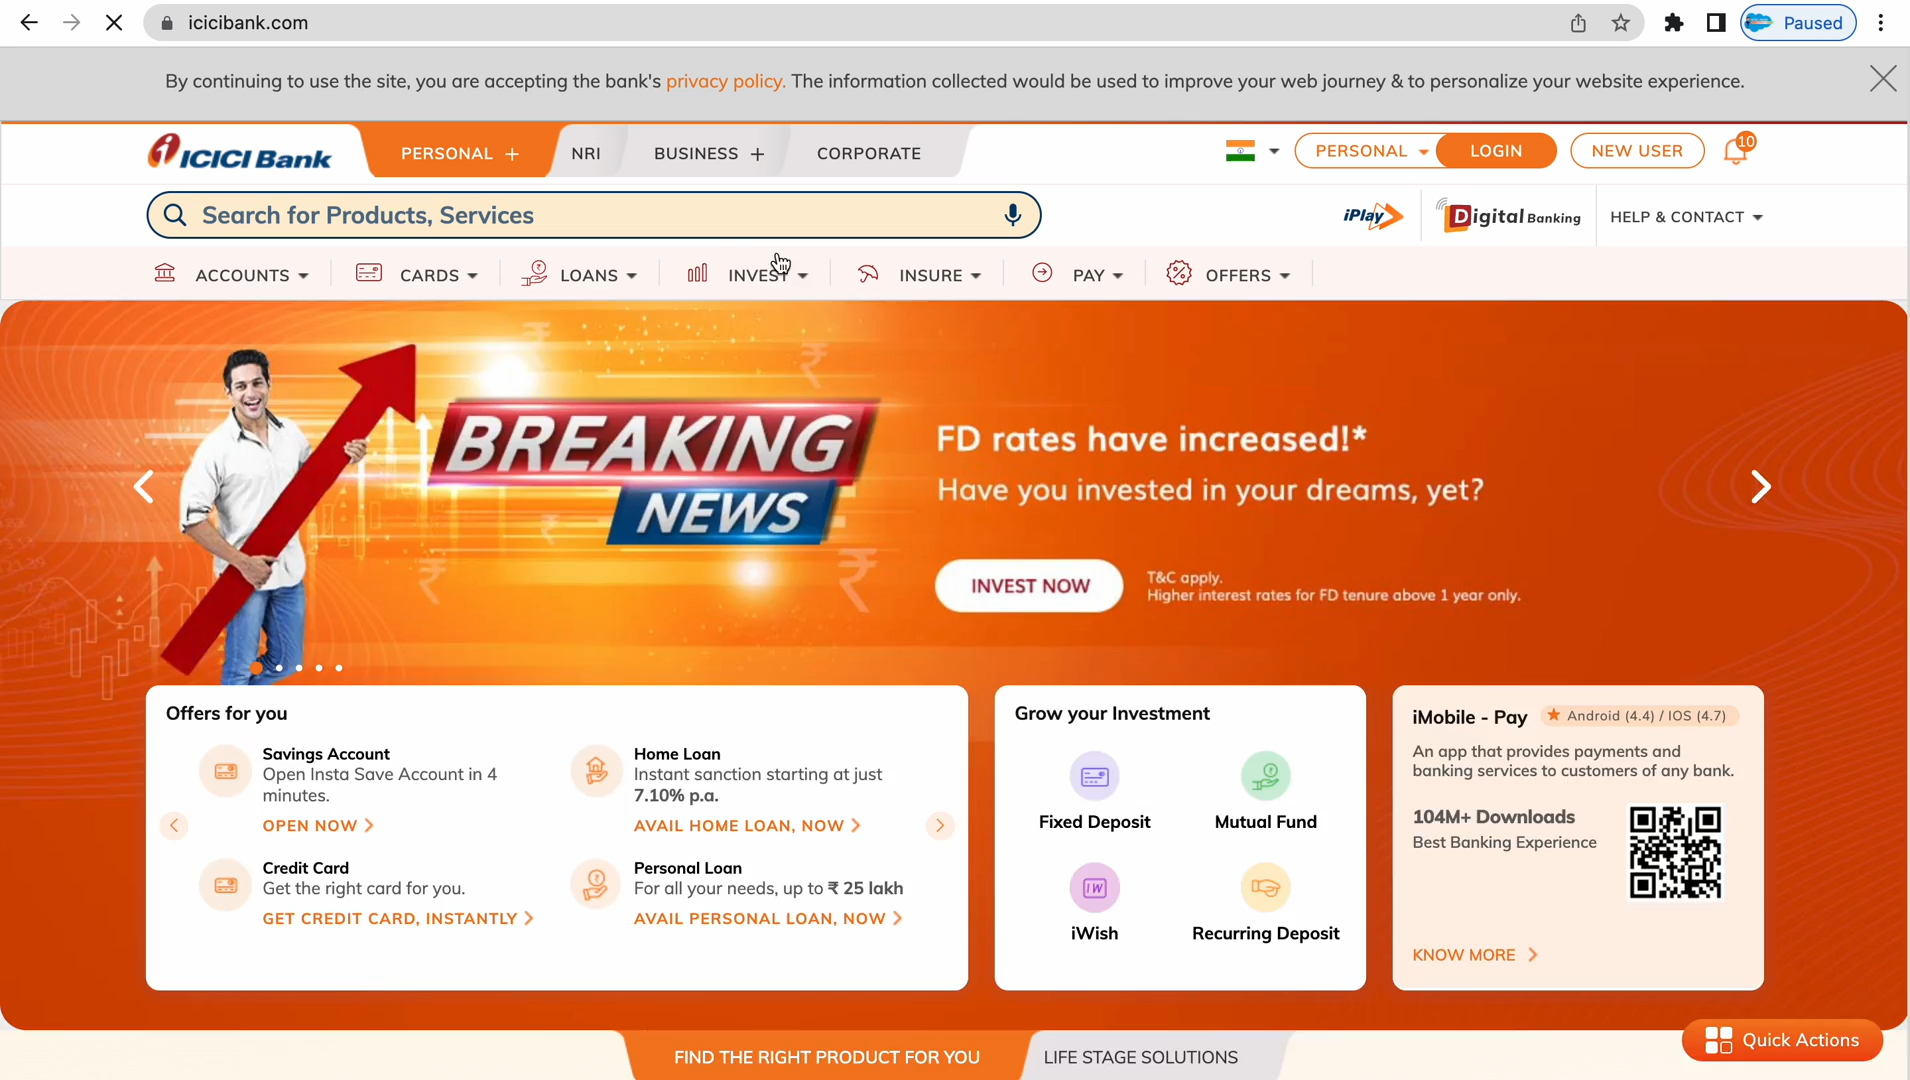 icicibank.com
Paused
By continuing to use the site, you are accepting the bank's privacy policy. The information collected would be used to improve your web journey & to personalize your website experience.
ICICI Bank
PERSONAL +
NRI
BUSINESS +
CORPORATE
PERSONAL
LOGIN
NEW USER
10
Search for Products, Services
iPlay
Digital Banking
HELP & CONTACT
ACCOUNTS
CARDS
LOANS
INVEST
INSURE
PAY
OFFERS
BREAKING
NEWS
FD rates have increased!*
Have you invested in your dreams, yet?
INVEST NOW
T&C apply.
Higher interest rates for FD tenure above 1 year only.
Offers for you
Savings Account
Open Insta Save Account in 4
minutes.
OPEN NOW
Home Loan
Instant sanction starting at just
7.10% p.a.
AVAIL HOME LOAN, NOW
Credit Card
Get the right card for you.
GET CREDIT CARD, INSTANTLY
Personal Loan
For all your needs, up to ₹ 25 lakh
AVAIL PERSONAL LOAN, NOW
Grow your Investment
Fixed Deposit
Mutual Fund
IW
iWish
Recurring Deposit
iMobile - Pay
Android (4.4) / IOS (4.7)
An app that provides payments and
banking services to customers of any bank.
104M+ Downloads
Best Banking Experience
KNOW MORE
FIND THE RIGHT PRODUCT FOR YOU
LIFE STAGE SOLUTIONS
Quick Actions